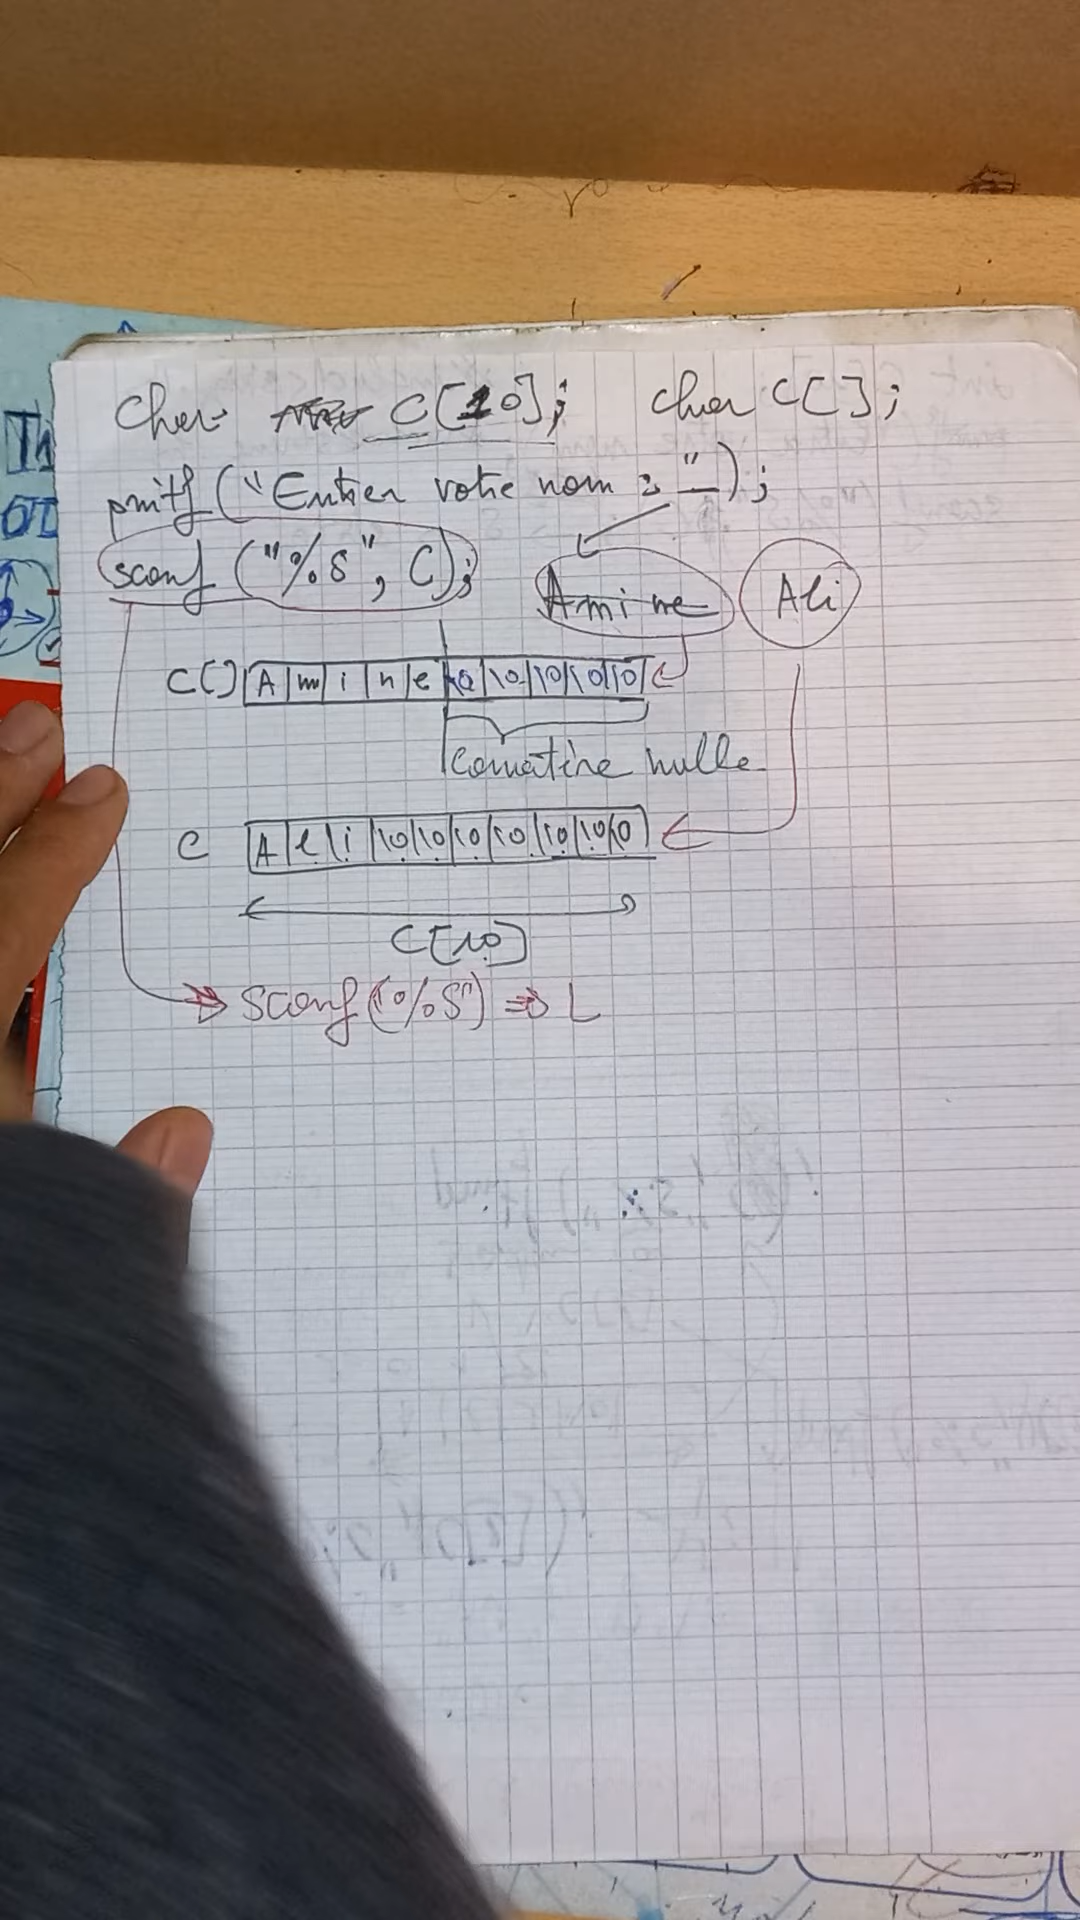 char C[10]; char C[];
printf ("Entrer votre nom : ");
scanf ("%s", C);
Amine Ali
C[] A m i n e \0 \0 \0 \0 \0
Caractère nulle
C A l i \0 \0 \0 \0 \0 \0 \0
C[10]
scanf("%s") => L